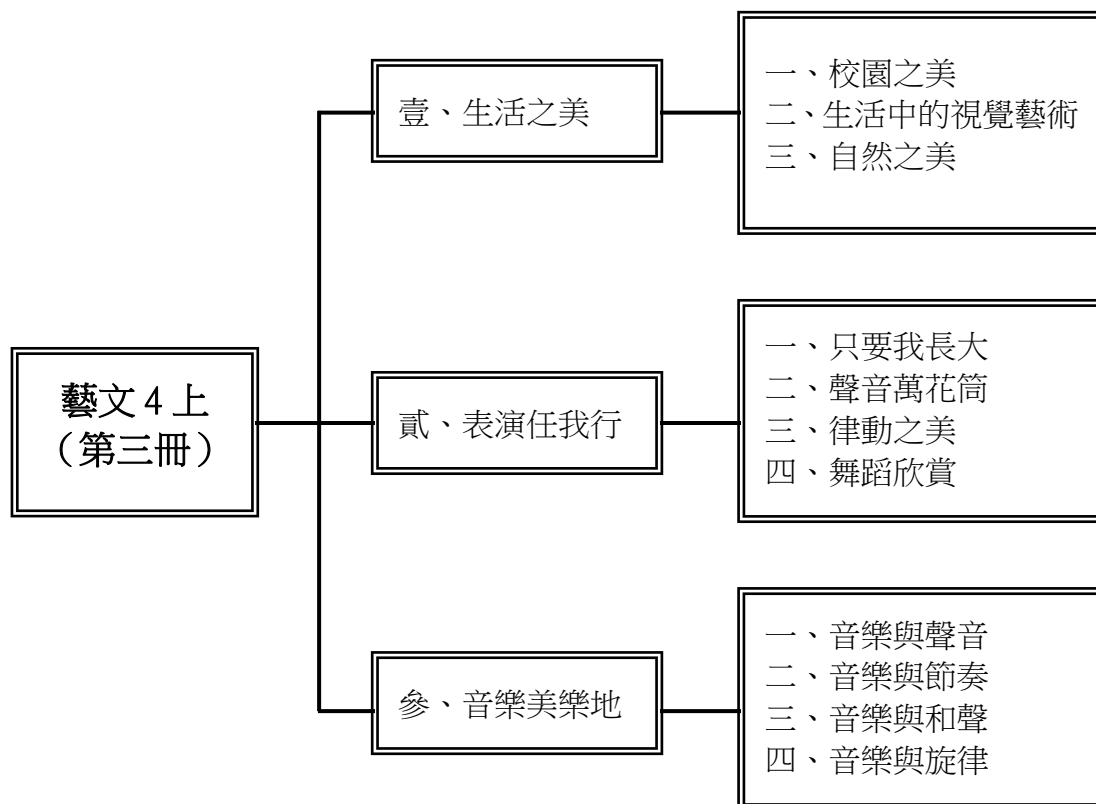 藝文 4 上
（第三冊）
壹、生活之美
一、校園之美
二、生活中的視覺藝術
三、自然之美
貳、表演任我行
一、只要我長大
二、聲音萬花筒
三、律動之美
四、舞蹈欣賞
參、音樂美樂地
一、音樂與聲音
二、音樂與節奏
三、音樂與和聲
四、音樂與旋律